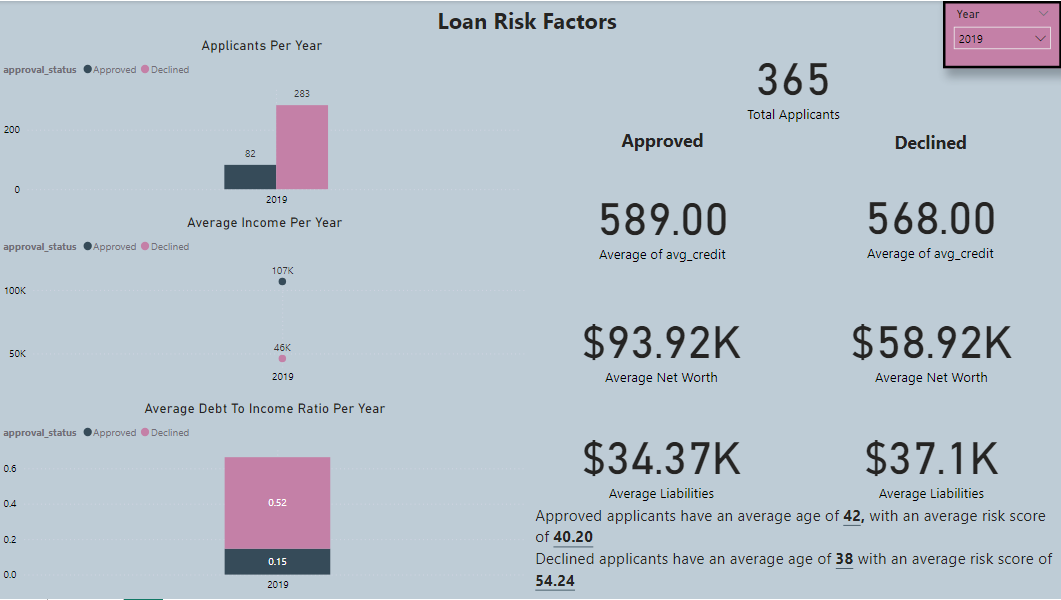 Loan Risk Factors
Year
2019
Applicants Per Year
approval_status Approved Declined
283
82
200
0
2019
Average Income Per Year
approval_status Approved Declined
107K
100K
46K
50K
2019
Average Debt To Income Ratio Per Year
approval_status Approved Declined
0.6
0.4
0.2
0.0
0.52
0.15
2019
365
Total Applicants
Approved
Declined
589.00
Average of avg_credit
568.00
Average of avg_credit
$93.92K
Average Net Worth
$58.92K
Average Net Worth
$34.37K
Average Liabilities
$37.1K
Average Liabilities
Approved applicants have an average age of 42, with an average risk score
of 40.20
Declined applicants have an average age of 38 with an average risk score of
54.24